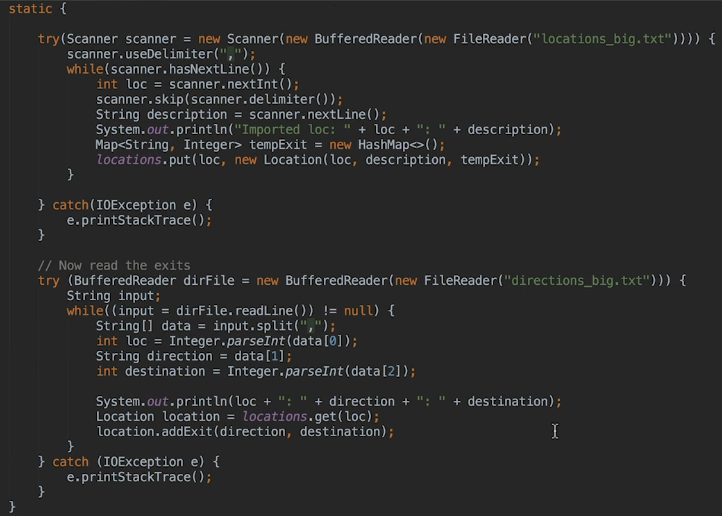 static {
try(Scanner scanner = new Scanner(new BufferedReader(new FileReader("locations_big.txt")))) {
scanner.useDelimiter(",");
while(scanner.hasNextLine()) {
int loc = scanner.nextInt();
scanner.skip(scanner.delimiter());
String description = scanner.nextLine();
System.out.println("Imported loc: " + loc + ": " + description);
Map<String, Integer> tempExit = new HashMap<>();
locations.put(loc, new Location(loc, description, tempExit));
}
} catch(IOException e) {
e.printStackTrace();
}
// Now read the exits
try (BufferedReader dirFile = new BufferedReader(new FileReader("directions_big.txt"))) {
String input;
while((input = dirFile.readLine()) != null) {
String[] data = input.split(",");
int loc = Integer.parseInt(data[0]);
String direction = data[1];
int destination = Integer.parseInt(data[2]);
System.out.println(loc + ": " + direction + ": " + destination);
Location location = locations.get(loc);
location.addExit(direction, destination);
}
} catch (IOException e) {
e.printStackTrace();
}
}